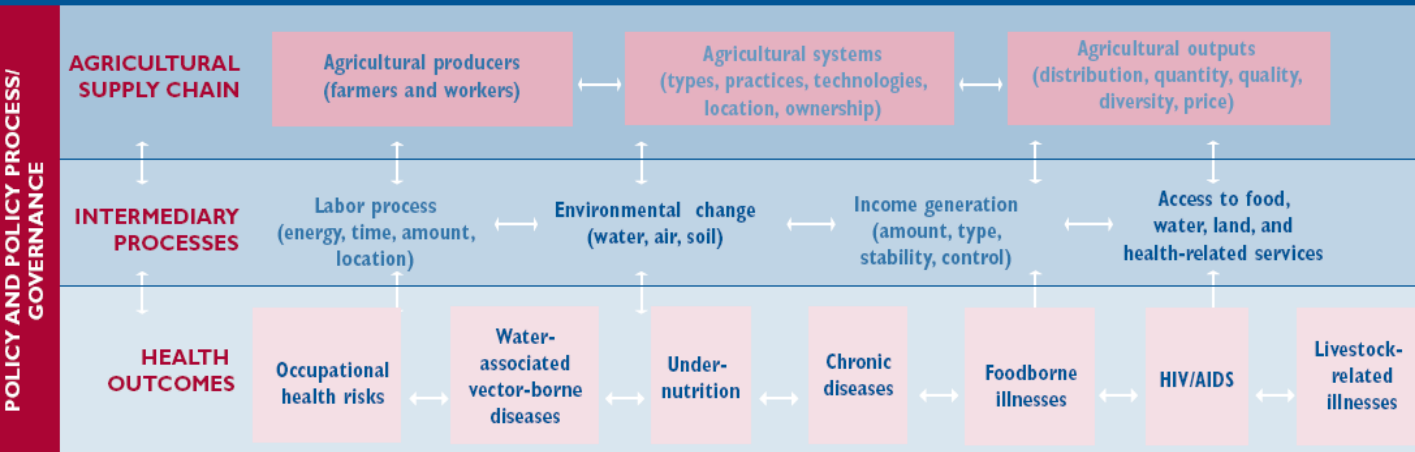 POLICY AND POLICY PROCESS/
GOVERNANCE
AGRICULTURAL
SUPPLY CHAIN
Agricultural producers
(farmers and workers)
Agricultural systems
(types, practices, technologies,
location, ownership)
Agricultural outputs
(distribution, quantity, quality,
diversity, price)
INTERMEDIARY
PROCESSES
Labor process
(energy, time, amount,
location)
Environmental change
(water, air, soil)
Income generation
(amount, type,
stability, control)
Access to food,
water, land, and
health-related services
HEALTH
OUTCOMES
Occupational
health risks
Water-
associated
vector-borne
diseases
Under-
nutrition
Chronic
diseases
Foodborne
illnesses
HIV/AIDS
Livestock-
related
illnesses